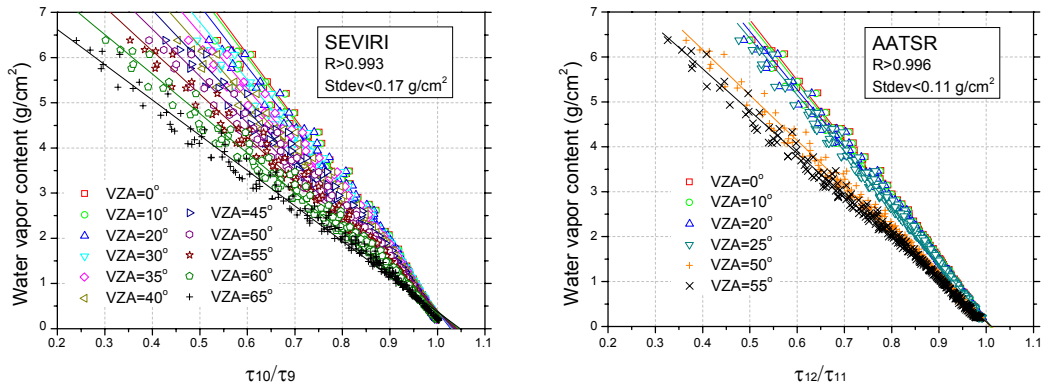 SEVIRI
R>0.993
Stdev<0.17 g/cm²
Water vapor content (g/cm²)
7
6
5
4
3
2
1
0
VZA=0°
VZA=10°
VZA=20°
VZA=30°
VZA=35°
VZA=40°
VZA=45°
VZA=50°
VZA=55°
VZA=60°
VZA=65°
0.2 0.3 0.4 0.5 0.6 0.7 0.8 0.9 1.0 1.1
τ10/τ9
AATSR
R>0.996
Stdev<0.11 g/cm²
Water vapor content (g/cm²)
7
6
5
4
3
2
1
0
VZA=0°
VZA=10°
VZA=20°
VZA=25°
VZA=50°
VZA=55°
0.2 0.3 0.4 0.5 0.6 0.7 0.8 0.9 1.0 1.1
τ12/τ11